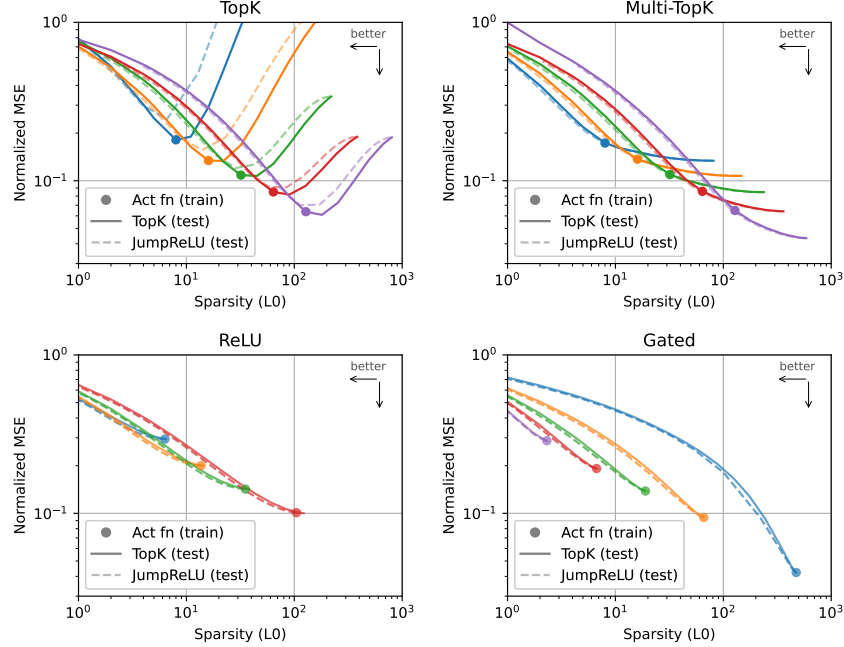 TopK
10⁰
10⁻¹
Normalized MSE
better
Act fn (train)
TopK (test)
JumpReLU (test)
10⁰ 10¹ 10² 10³
Sparsity (L0)
Multi-TopK
10⁰
10⁻¹
Normalized MSE
better
Act fn (train)
TopK (test)
JumpReLU (test)
10⁰ 10¹ 10² 10³
Sparsity (L0)
ReLU
10⁰
10⁻¹
Normalized MSE
better
Act fn (train)
TopK (test)
JumpReLU (test)
10⁰ 10¹ 10² 10³
Sparsity (L0)
Gated
10⁰
10⁻¹
Normalized MSE
better
Act fn (train)
TopK (test)
JumpReLU (test)
10⁰ 10¹ 10² 10³
Sparsity (L0)